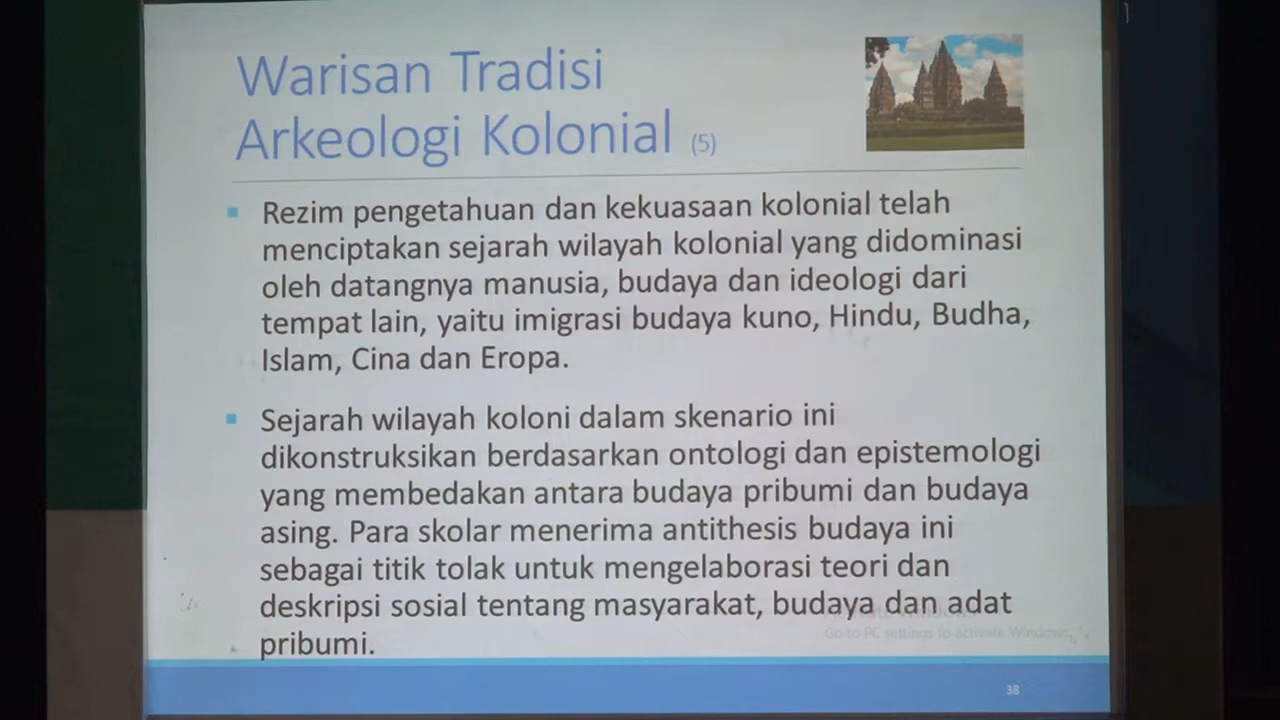 Warisan Tradisi
Arkeologi Kolonial (5)
▪ Rezim pengetahuan dan kekuasaan kolonial telah
menciptakan sejarah wilayah kolonial yang didominasi
oleh datangnya manusia, budaya dan ideologi dari
tempat lain, yaitu imigrasi budaya kuno, Hindu, Budha,
Islam, Cina dan Eropa.
▪ Sejarah wilayah koloni dalam skenario ini
dikonstruksikan berdasarkan ontologi dan epistemologi
yang membedakan antara budaya pribumi dan budaya
asing. Para skolar menerima antithesis budaya ini
sebagai titik tolak untuk mengelaborasi teori dan
deskripsi sosial tentang masyarakat, budaya dan adat
pribumi.
Activate Windows
Go to PC settings to activate Windows.
38